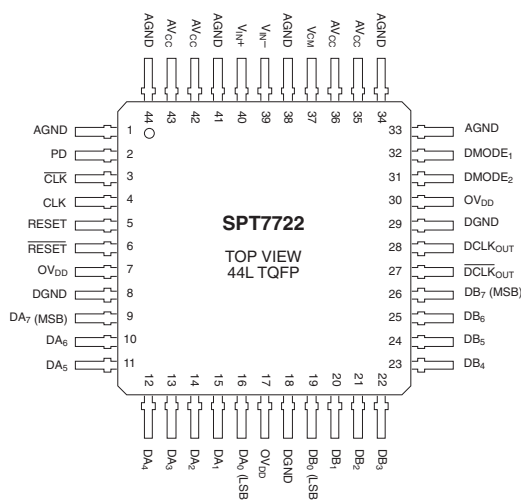 AGND
AVCC
AVCC
AGND
VIN+
VIN–
AGND
VCM
AVCC
AVCC
AGND
44
43
42
41
40
39
38
37
36
35
34
AGND
1
PD
2
CLK
3
CLK
4
RESET
5
RESET
6
OVDD
7
DGND
8
DA7 (MSB)
9
DA6
10
DA5
11
SPT7722
TOP VIEW
44L TQFP
33
AGND
32
DMODE1
31
DMODE2
30
OVDD
29
DGND
28
DCLKOUT
27
DCLKOUT
26
DB7 (MSB)
25
DB6
24
DB5
23
DB4
12
13
14
15
16
17
18
19
20
21
22
DA4
DA3
DA2
DA1
DA0 (LSB
OVDD
DGND
DB0 (LSB
DB1
DB2
DB3